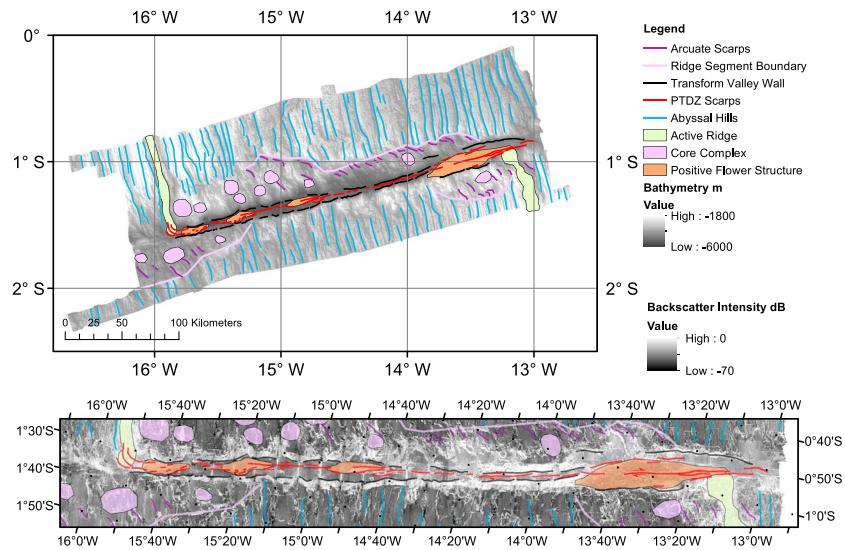 16° W 15° W 14° W 13° W
0°
1° S 1° S
2° S 2° S
0 25 50 100 Kilometers
16° W 15° W 14° W 13° W
Legend
Arcuate Scarps
Ridge Segment Boundary
Transform Valley Wall
PTDZ Scarps
Abyssal Hills
Active Ridge
Core Complex
Positive Flower Structure
Bathymetry m
Value
High : -1800
Low : -6000
Backscatter Intensity dB
Value
High : 0
Low : -70
16°0'W 15°40'W 15°20'W 15°0'W 14°40'W 14°20'W 14°0'W 13°40'W 13°20'W 13°0'W
1°30'S 0°40'S
1°40'S 0°50'S
1°50'S 1°0'S
16°0'W 15°40'W 15°20'W 15°0'W 14°40'W 14°20'W 14°0'W 13°40'W 13°20'W 13°0'W